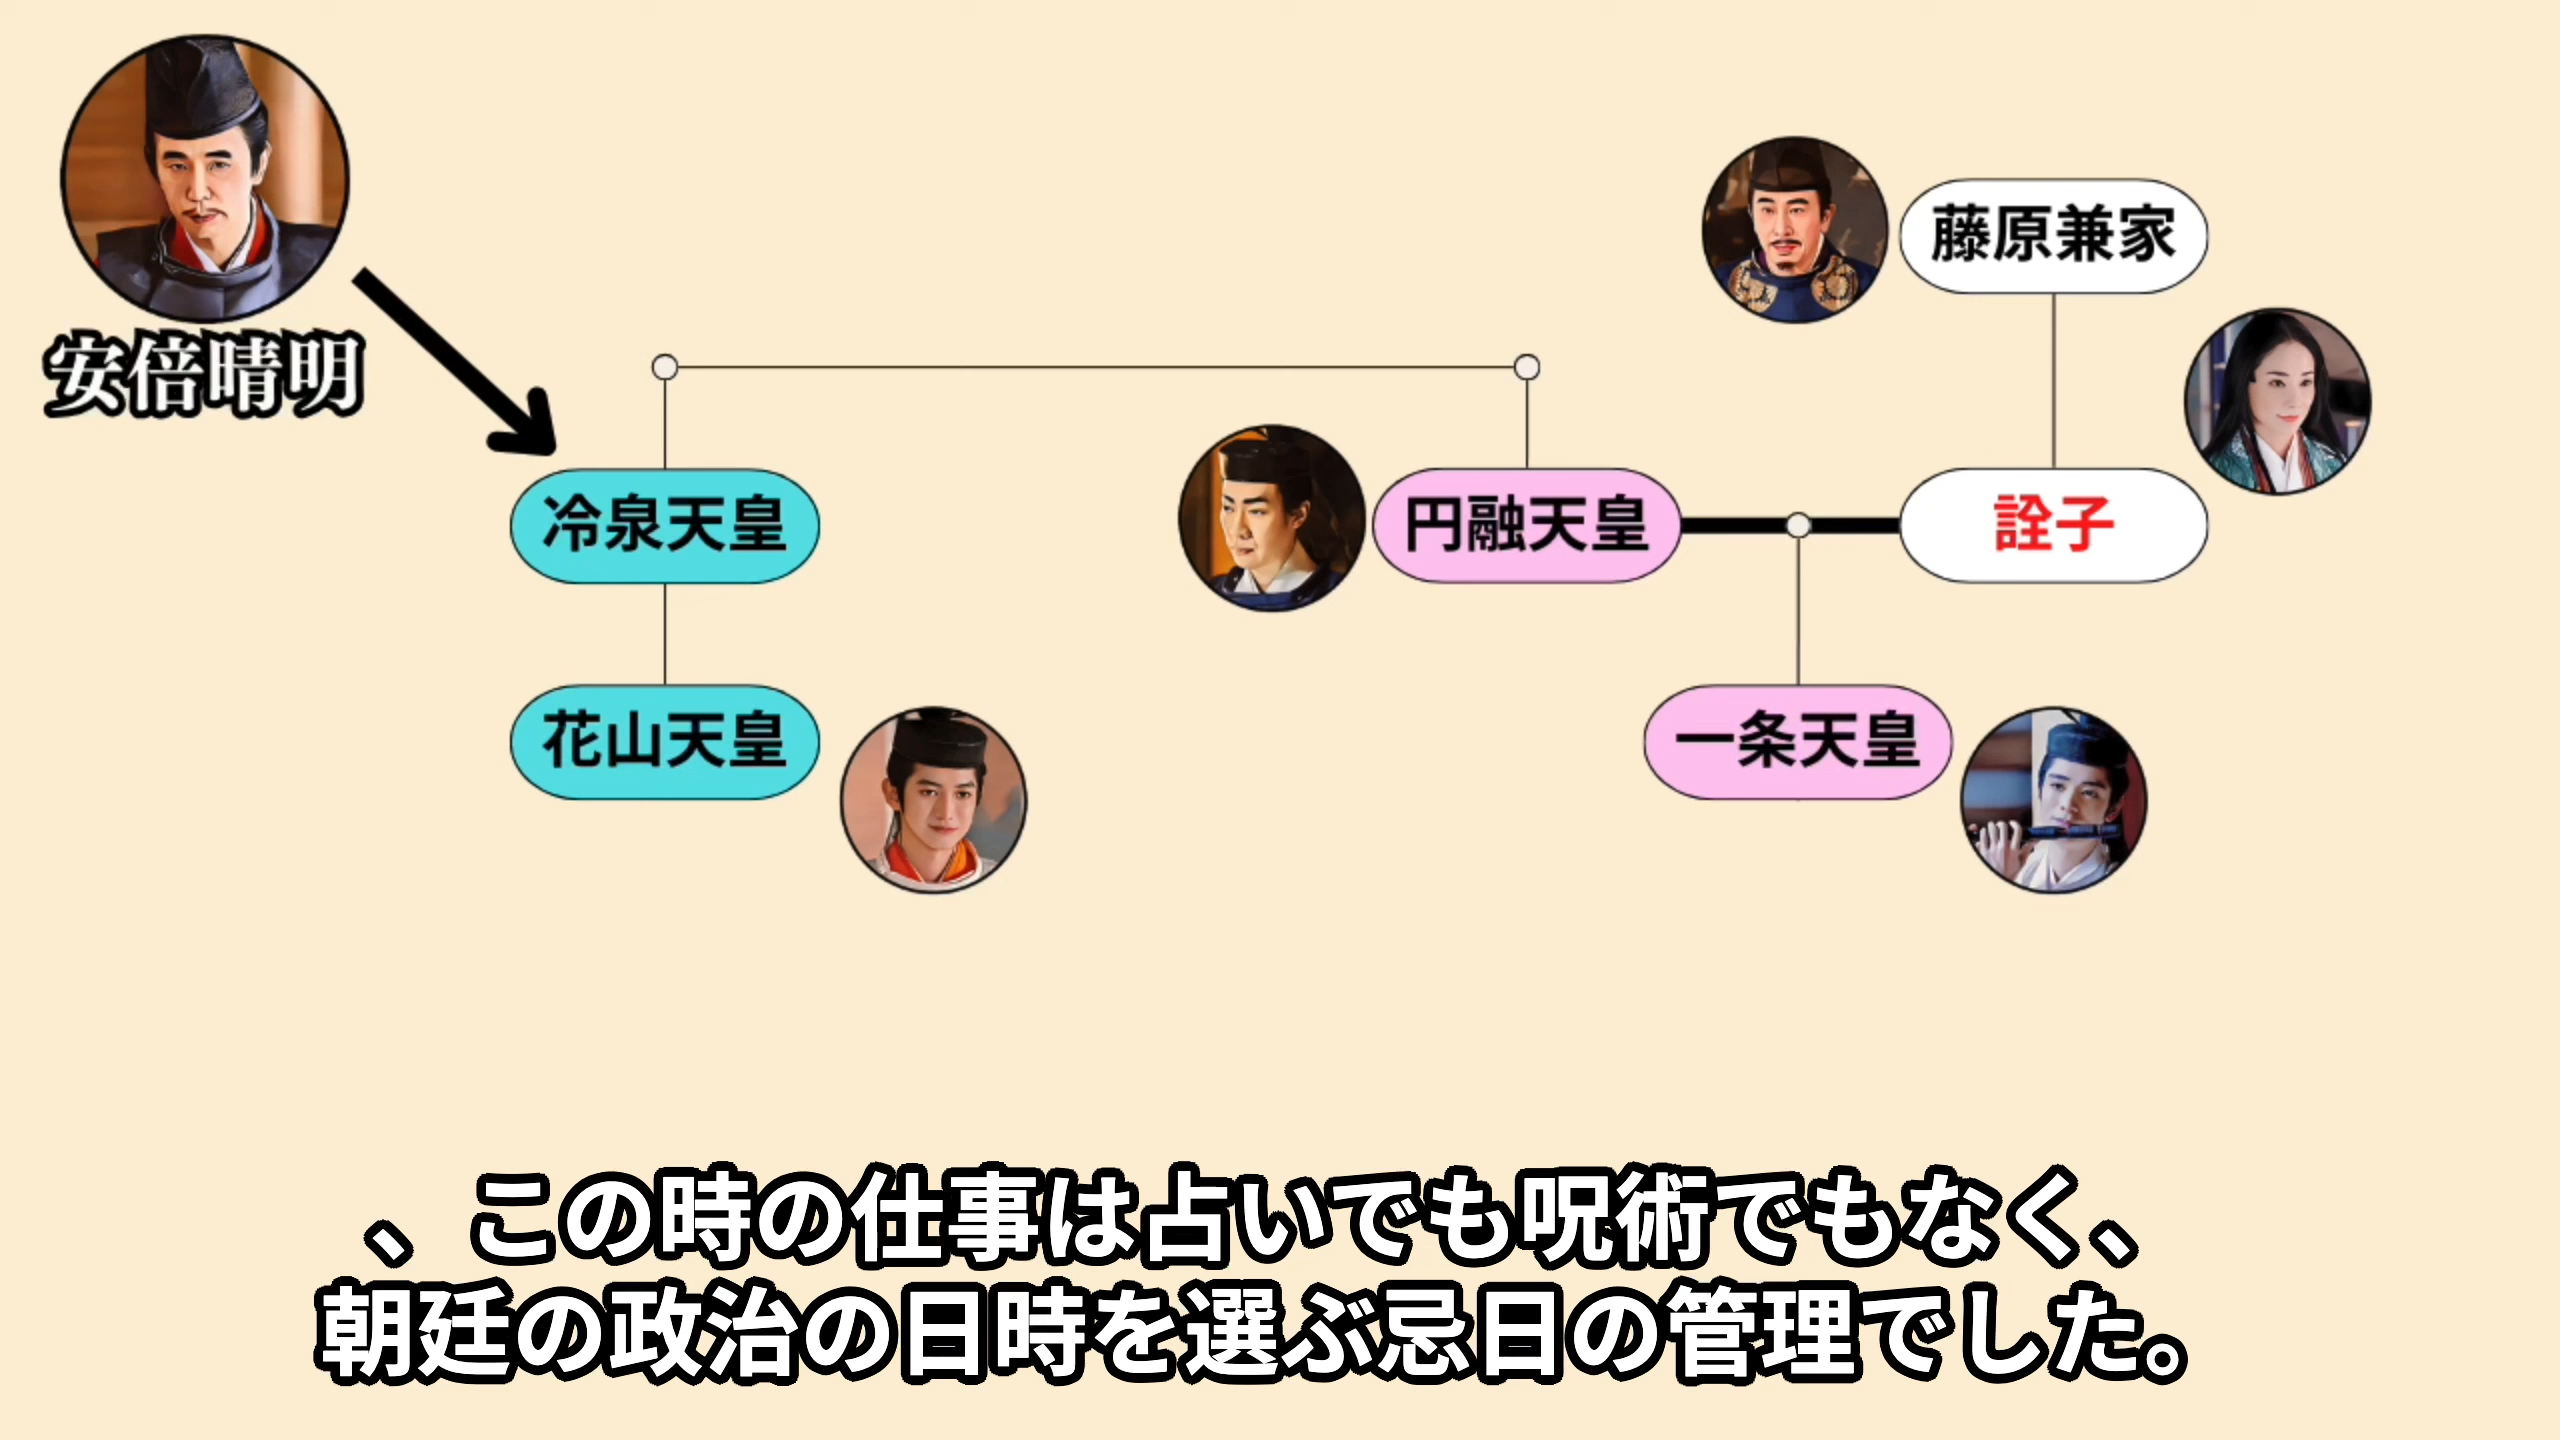 安倍晴明
藤原兼家
冷泉天皇
円融天皇
詮子
花山天皇
一条天皇
、この時の仕事は占いでも呪術でもなく、
朝廷の政治の日時を選ぶ忌日の管理でした。